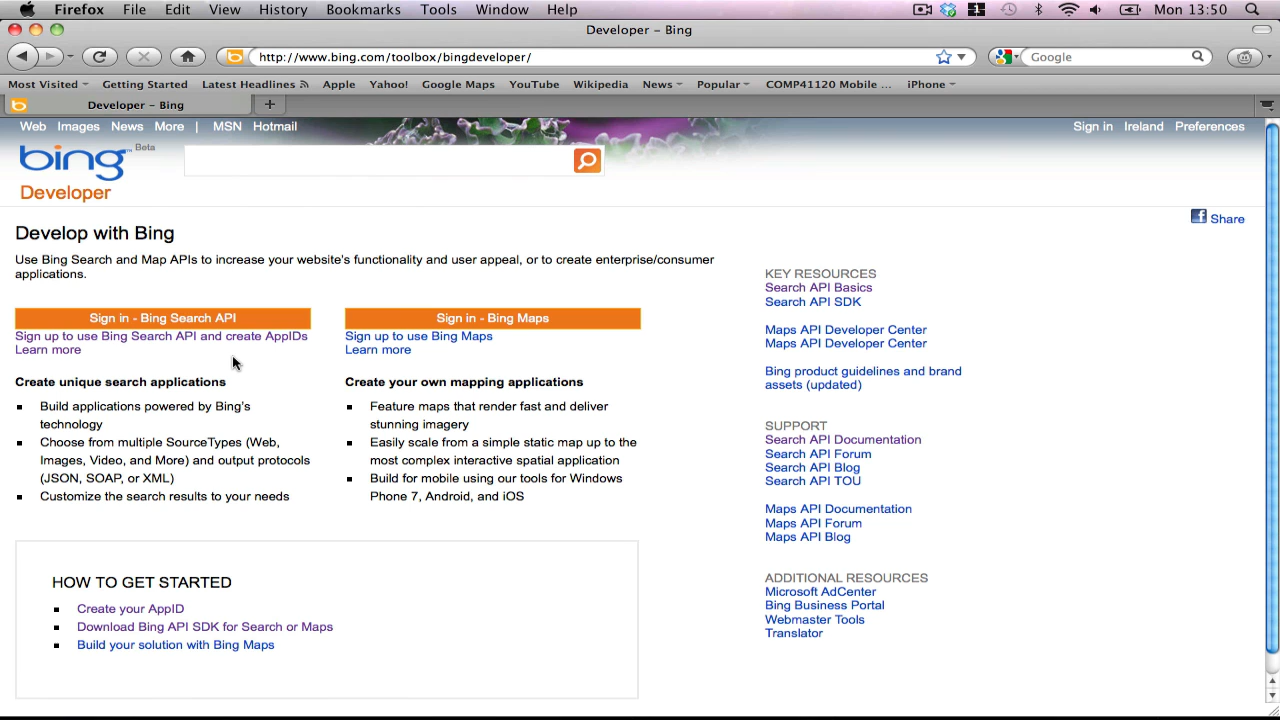 Firefox File Edit View History Bookmarks Tools Window Help 1 Mon 13:50
Developer – Bing
http://www.bing.com/toolbox/bingdeveloper/ Google
Most Visited Getting Started Latest Headlines Apple Yahoo! Google Maps YouTube Wikipedia News Popular COMP41120 Mobile ... iPhone
Developer – Bing
Web Images News More | MSN Hotmail Sign in Ireland Preferences
bing™ Beta
Developer
Share
Develop with Bing
Use Bing Search and Map APIs to increase your website's functionality and user appeal, or to create enterprise/consumer
applications.
Sign in - Bing Search API
Sign up to use Bing Search API and create AppIDs
Learn more
Create unique search applications
Build applications powered by Bing's
technology
Choose from multiple SourceTypes (Web,
Images, Video, and More) and output protocols
(JSON, SOAP, or XML)
Customize the search results to your needs
Sign in - Bing Maps
Sign up to use Bing Maps
Learn more
Create your own mapping applications
Feature maps that render fast and deliver
stunning imagery
Easily scale from a simple static map up to the
most complex interactive spatial application
Build for mobile using our tools for Windows
Phone 7, Android, and iOS
HOW TO GET STARTED
Create your AppID
Download Bing API SDK for Search or Maps
Build your solution with Bing Maps
KEY RESOURCES
Search API Basics
Search API SDK
Maps API Developer Center
Maps API Developer Center
Bing product guidelines and brand
assets (updated)
SUPPORT
Search API Documentation
Search API Forum
Search API Blog
Search API TOU
Maps API Documentation
Maps API Forum
Maps API Blog
ADDITIONAL RESOURCES
Microsoft AdCenter
Bing Business Portal
Webmaster Tools
Translator